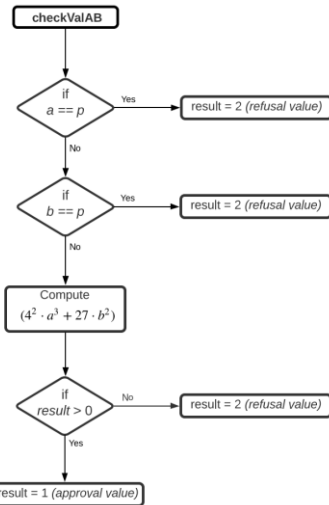 checkValAB
if
a == p
Yes
result = 2 (refusal value)
No
if
b == p
Yes
result = 2 (refusal value)
No
Compute
(4² · a³ + 27 · b²)
if
result > 0
No
result = 2 (refusal value)
Yes
result = 1 (approval value)